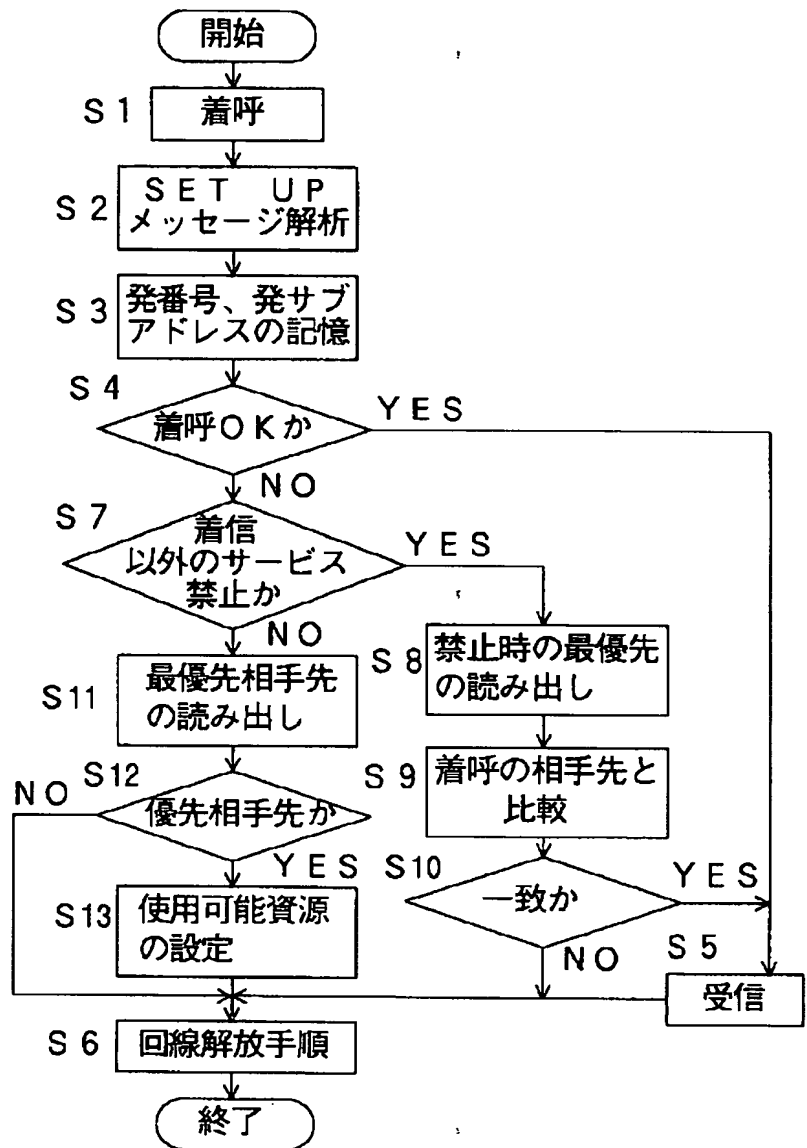 開始
S1
着呼
S2
SET UP
メッセージ解析
S3
発番号、発サブ
アドレスの記憶
S4
着呼OKか
YES
NO
S7
着信
以外のサービス
禁止か
YES
NO
S8
禁止時の最優先
の読み出し
S11
最優先相手先
の読み出し
S9
着呼の相手先と
比較
S12
優先相手先か
NO
YES
S10
一致か
YES
NO
S13
使用可能資源
の設定
S5
受信
S6
回線解放手順
終了